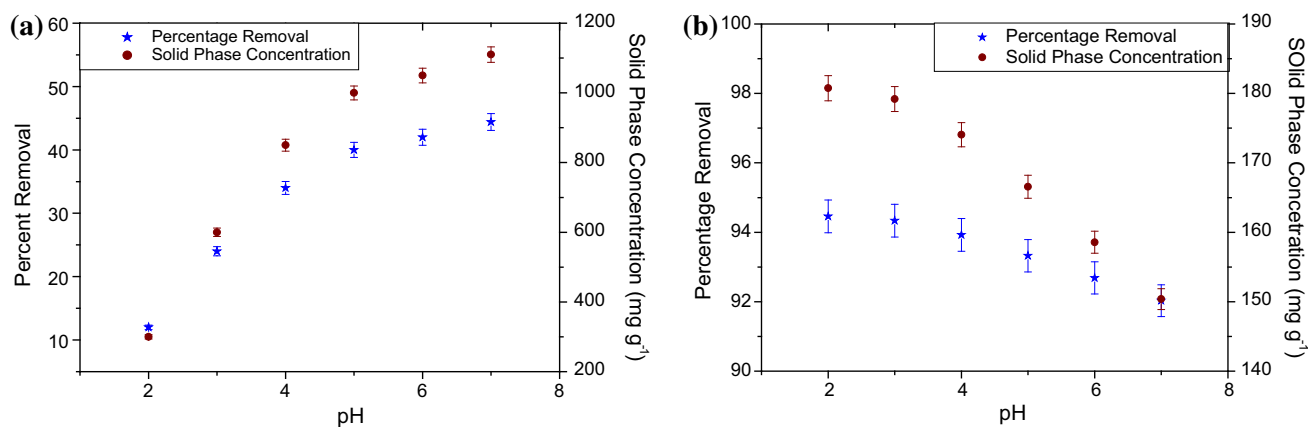 (a)
Percentage Removal
Solid Phase Concentration
60
50
40
30
20
10
Percent Removal
1200
1000
800
600
400
200
Solid Phase Concentration (mg g-1)
2 4 6 8
pH
(b)
Percentage Removal
Solid Phase Concentration
100
98
96
94
92
90
Percentage Removal
190
180
170
160
150
140
SOlid Phase Concentration (mg g-1)
2 4 6 8
pH